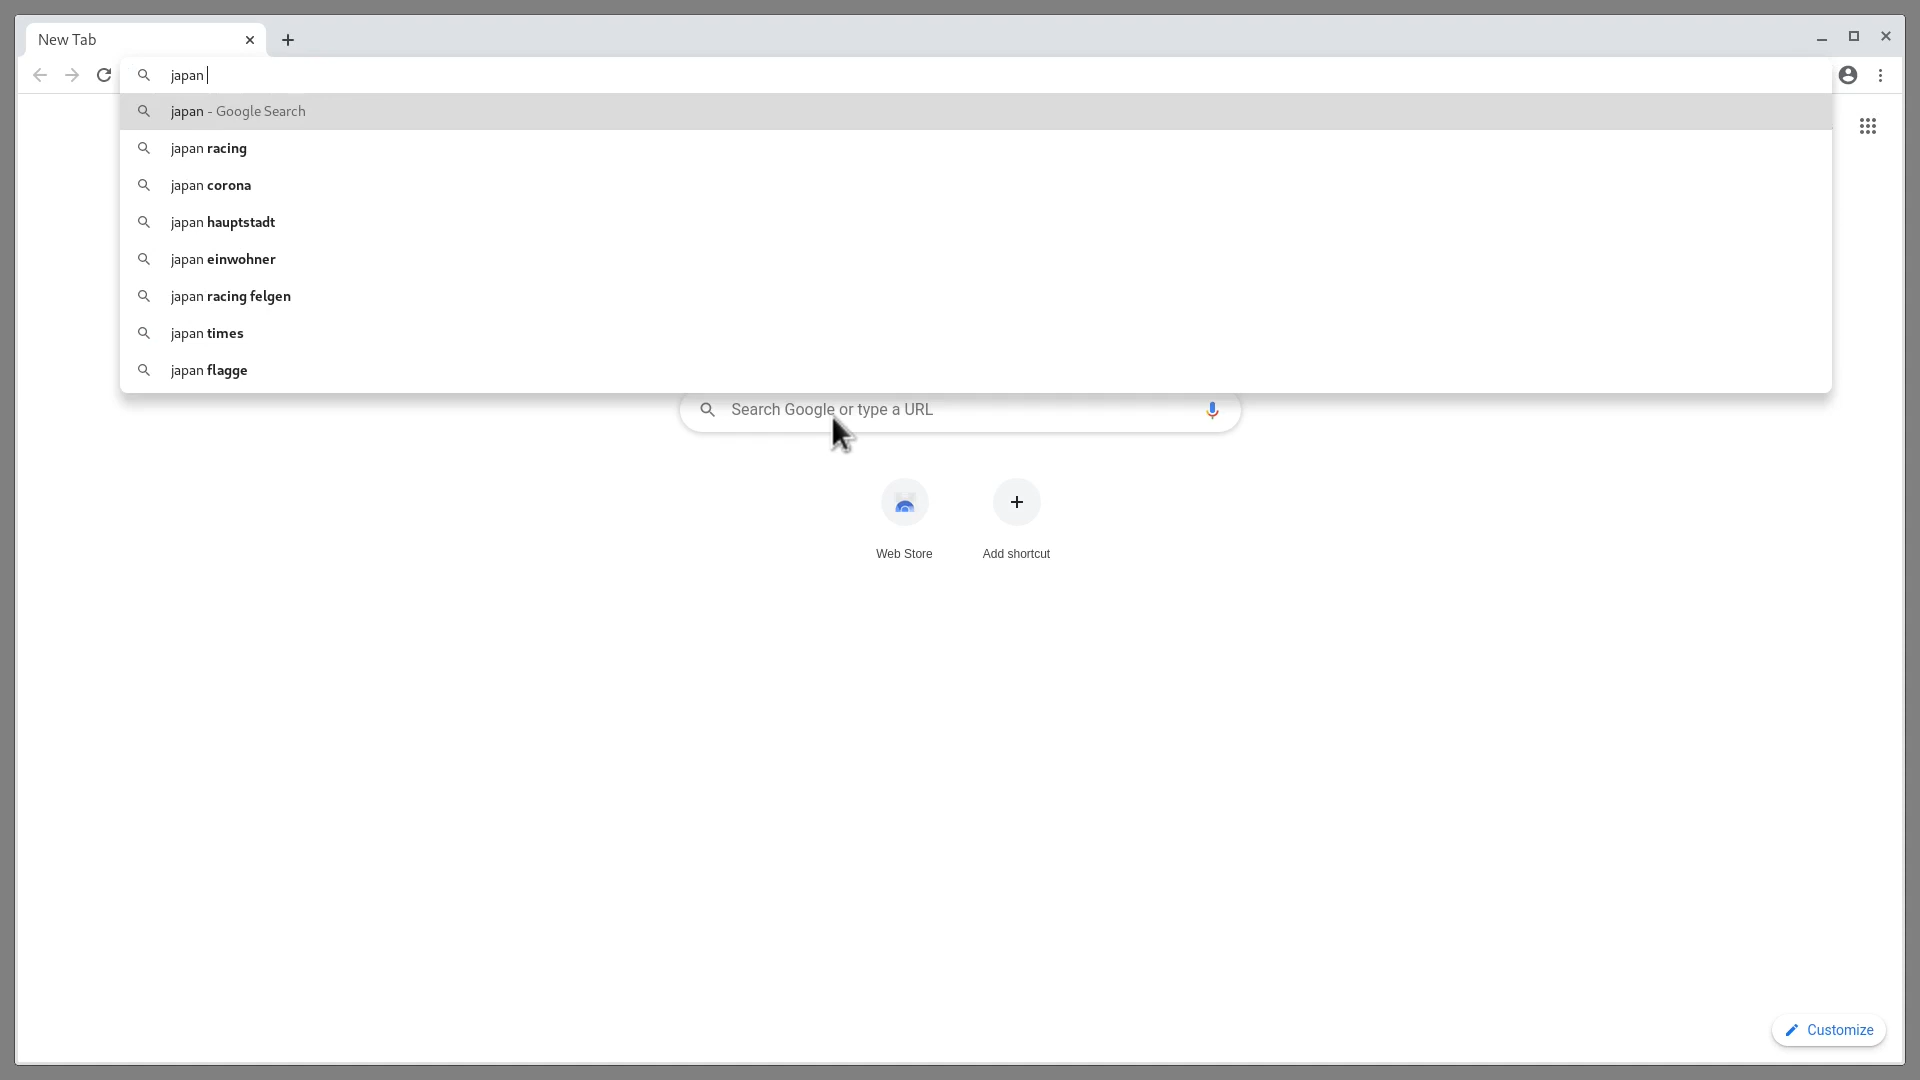 New Tab
japan
japan - Google Search
japan racing
japan corona
japan hauptstadt
japan einwohner
japan racing felgen
japan times
japan flagge
Search Google or type a URL
Web Store
Add shortcut
Customize